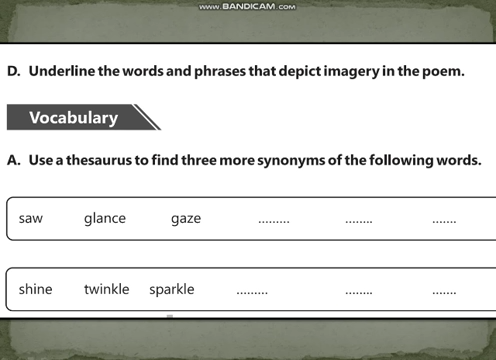 www.BANDICAM.com
D. Underline the words and phrases that depict imagery in the poem.
Vocabulary
A. Use a thesaurus to find three more synonyms of the following words.
saw glance gaze ......... ........ .......
shine twinkle sparkle ......... ........ .......